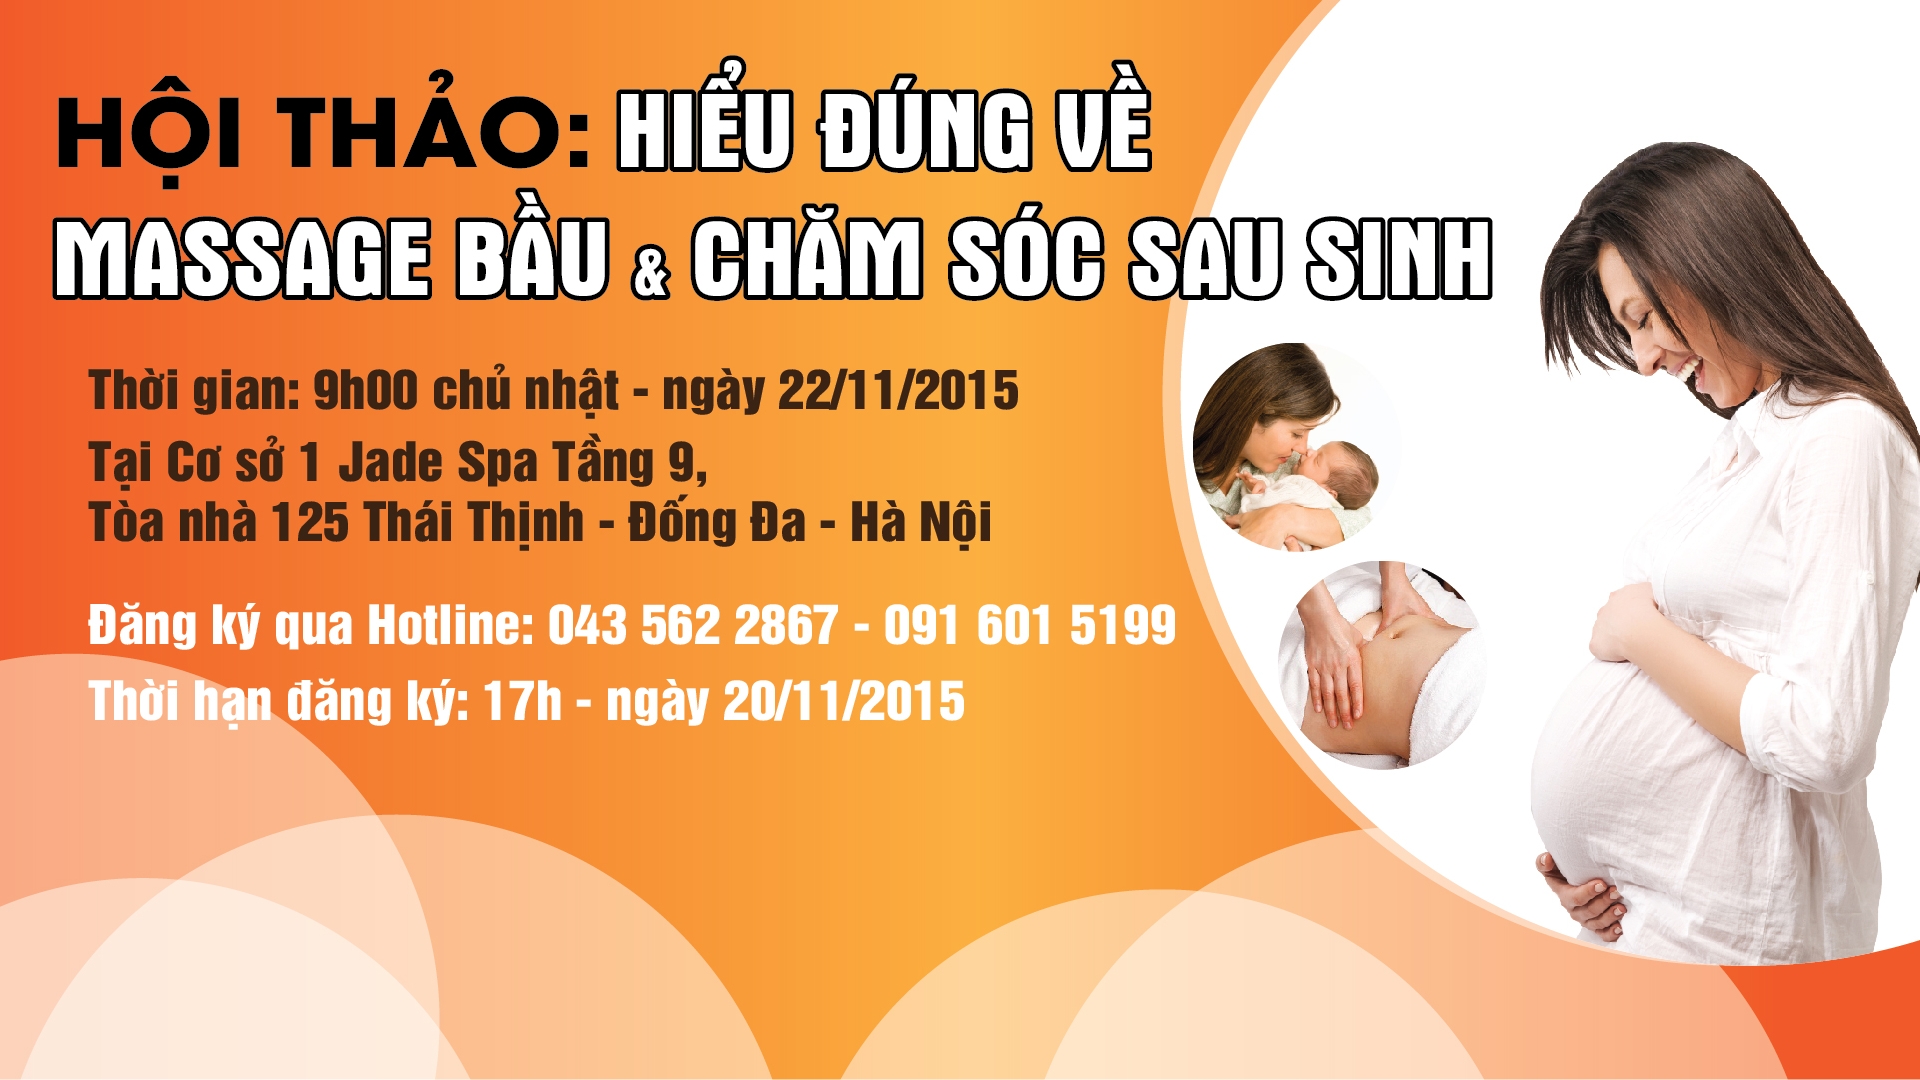 HỘI THẢO: HIỂU ĐÚNG VỀ
MASSAGE BẦU & CHĂM SÓC SAU SINH
Thời gian: 9h00 chủ nhật - ngày 22/11/2015
Tại Cơ sở 1 Jade Spa Tầng 9,
Tòa nhà 125 Thái Thịnh - Đống Đa - Hà Nội
Đăng ký qua Hotline: 043 562 2867 - 091 601 5199
Thời hạn đăng ký: 17h - ngày 20/11/2015